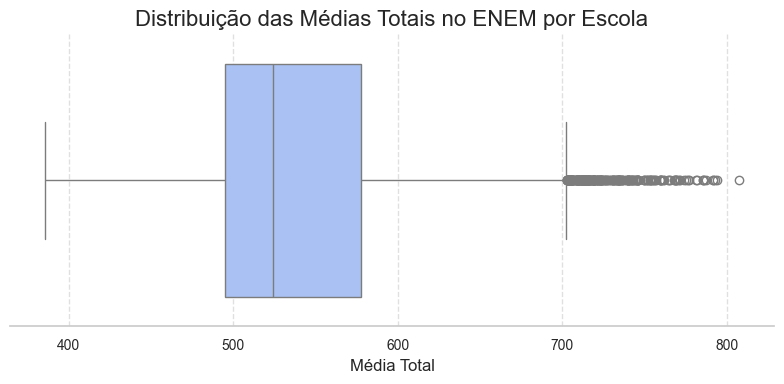 Distribuição das Médias Totais no ENEM por Escola
400 500 600 700 800
Média Total